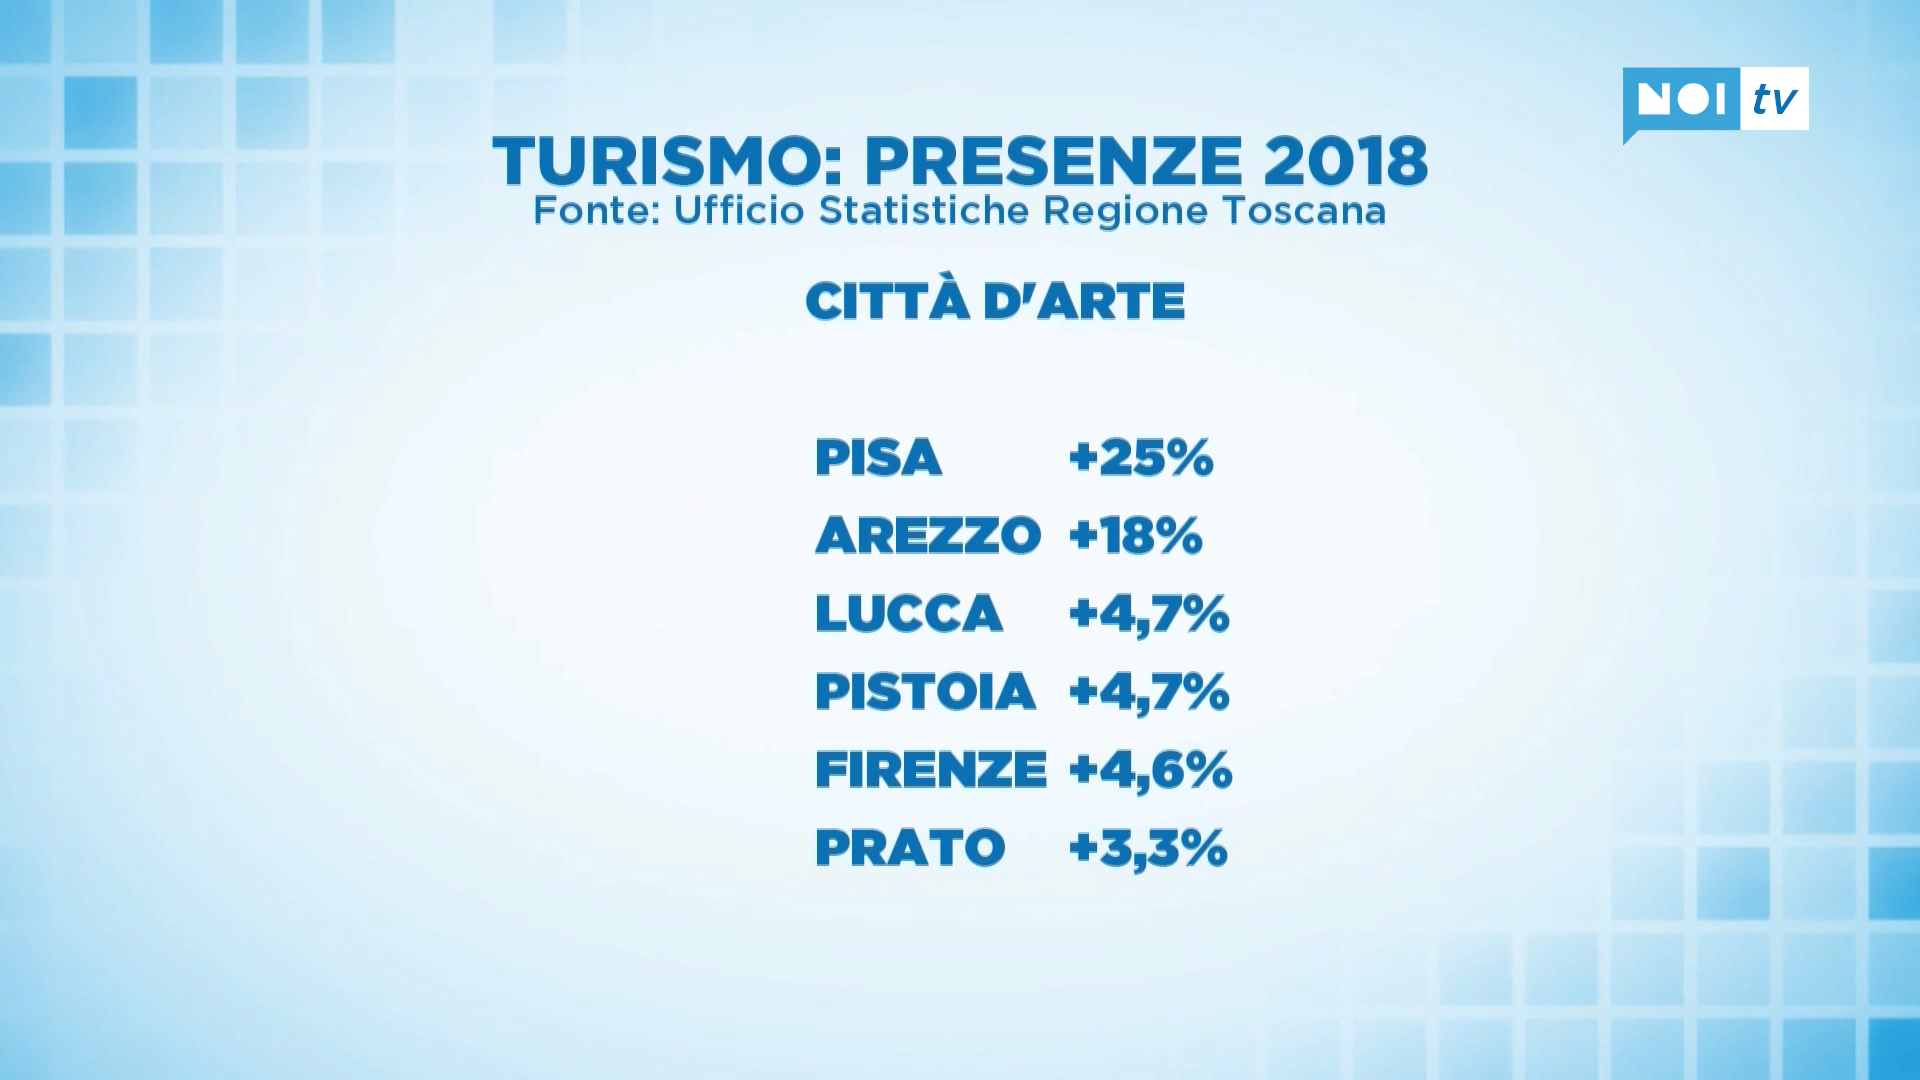 NOI tv
TURISMO: PRESENZE 2018
Fonte: Ufficio Statistiche Regione Toscana
CITTÀ D'ARTE
PISA +25%
AREZZO +18%
LUCCA +4,7%
PISTOIA +4,7%
FIRENZE +4,6%
PRATO +3,3%